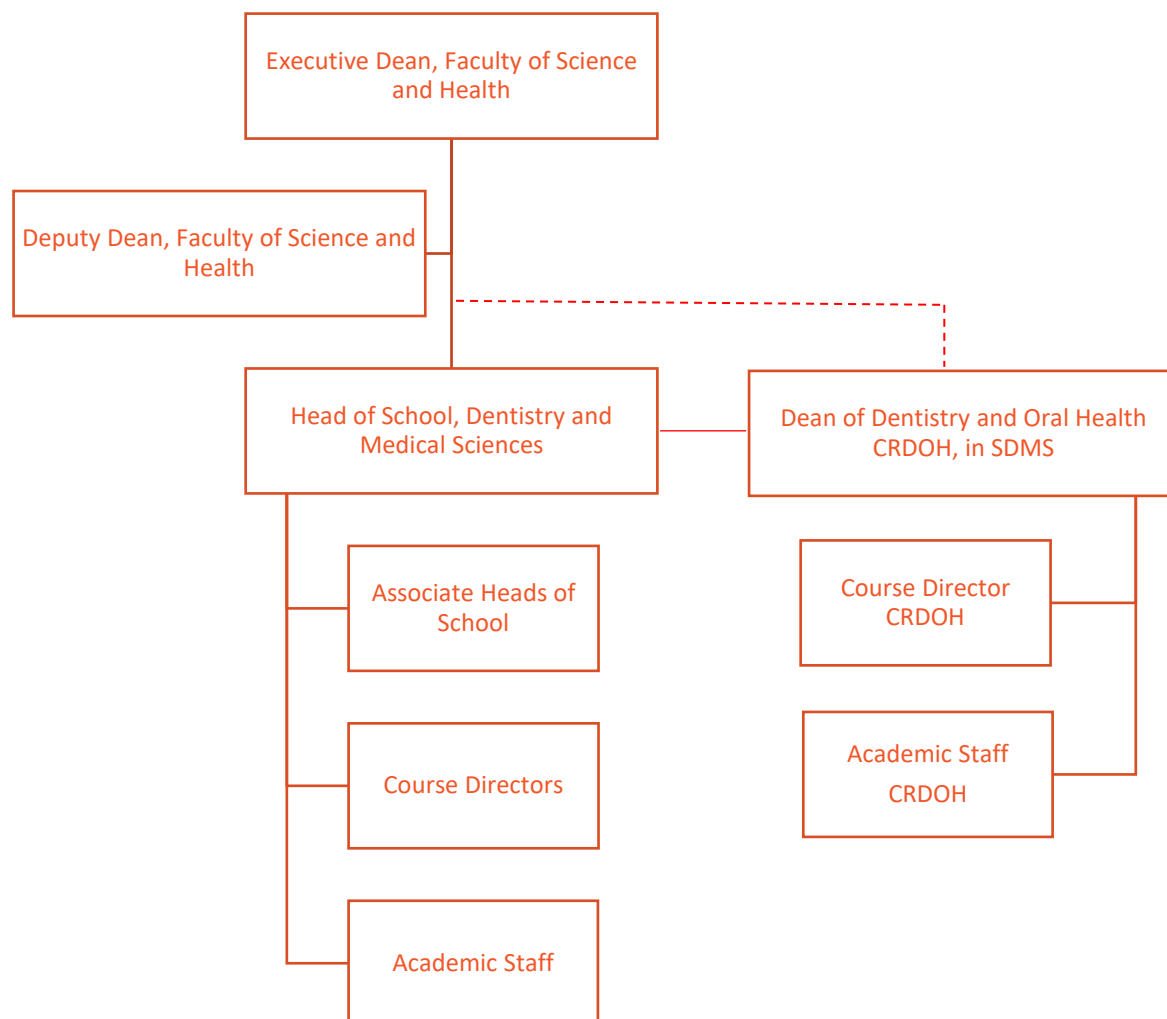 Executive Dean, Faculty of Science
and Health
Deputy Dean, Faculty of Science and
Health
Head of School, Dentistry and
Medical Sciences
Dean of Dentistry and Oral Health
CRDOH, in SDMS
Associate Heads of
School
Course Directors
Academic Staff
Course Director
CRDOH
Academic Staff
CRDOH